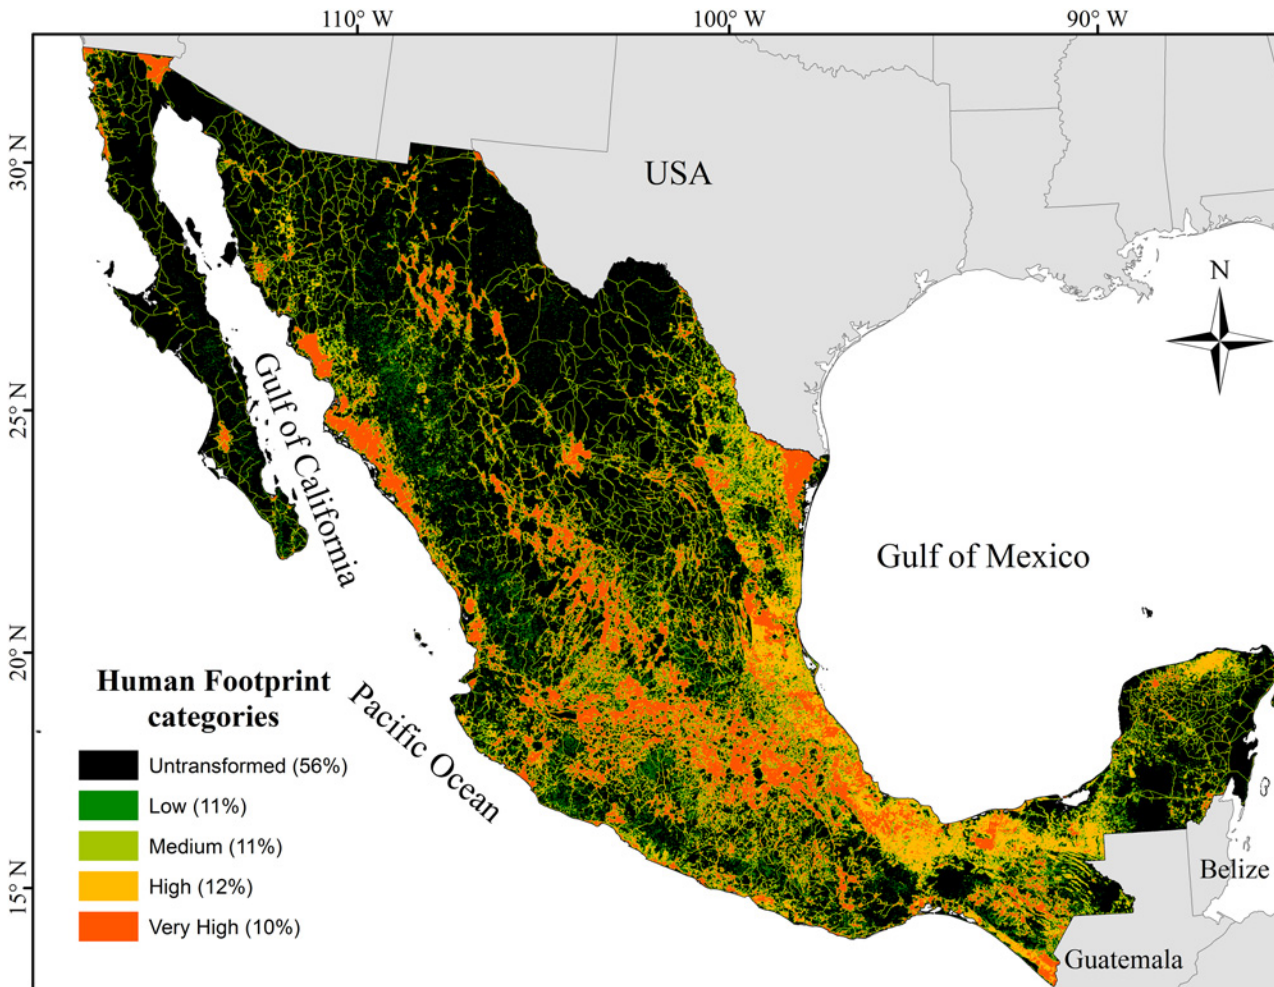 110° W
100° W
90° W
30° N
25° N
20° N
15° N
USA
N
Gulf of California
Gulf of Mexico
Pacific Ocean
Belize
Guatemala
Human Footprint
categories
Untransformed (56%)
Low (11%)
Medium (11%)
High (12%)
Very High (10%)